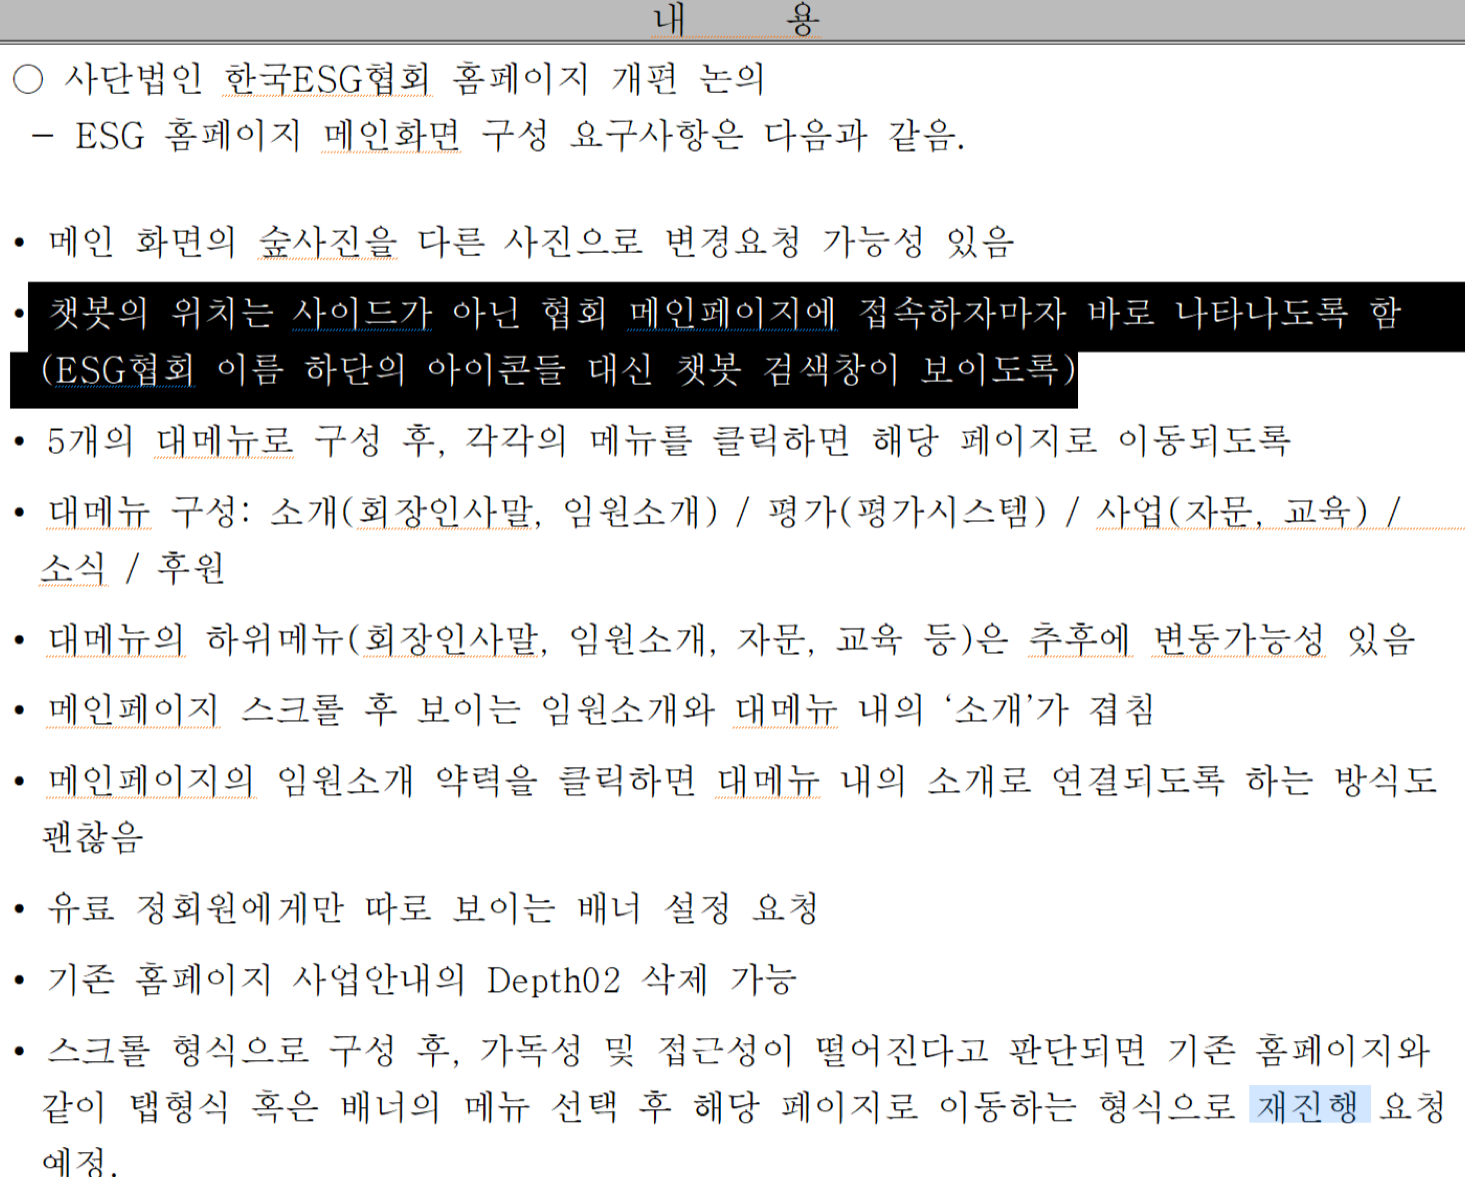 내 용
○ 사단법인 한국ESG협회 홈페이지 개편 논의
– ESG 홈페이지 메인화면 구성 요구사항은 다음과 같음.
• 메인 화면의 숲사진을 다른 사진으로 변경요청 가능성 있음
• 챗봇의 위치는 사이드가 아닌 협회 메인페이지에 접속하자마자 바로 나타나도록 함
(ESG협회 이름 하단의 아이콘들 대신 챗봇 검색창이 보이도록)
• 5개의 대메뉴로 구성 후, 각각의 메뉴를 클릭하면 해당 페이지로 이동되도록
• 대메뉴 구성: 소개(회장인사말, 임원소개) / 평가(평가시스템) / 사업(자문, 교육) /
소식 / 후원
• 대메뉴의 하위메뉴(회장인사말, 임원소개, 자문, 교육 등)은 추후에 변동가능성 있음
• 메인페이지 스크롤 후 보이는 임원소개와 대메뉴 내의 ‘소개’가 겹침
• 메인페이지의 임원소개 약력을 클릭하면 대메뉴 내의 소개로 연결되도록 하는 방식도
괜찮음
• 유료 정회원에게만 따로 보이는 배너 설정 요청
• 기존 홈페이지 사업안내의 Depth02 삭제 가능
• 스크롤 형식으로 구성 후, 가독성 및 접근성이 떨어진다고 판단되면 기존 홈페이지와
같이 탭형식 혹은 배너의 메뉴 선택 후 해당 페이지로 이동하는 형식으로 재진행 요청
예정.